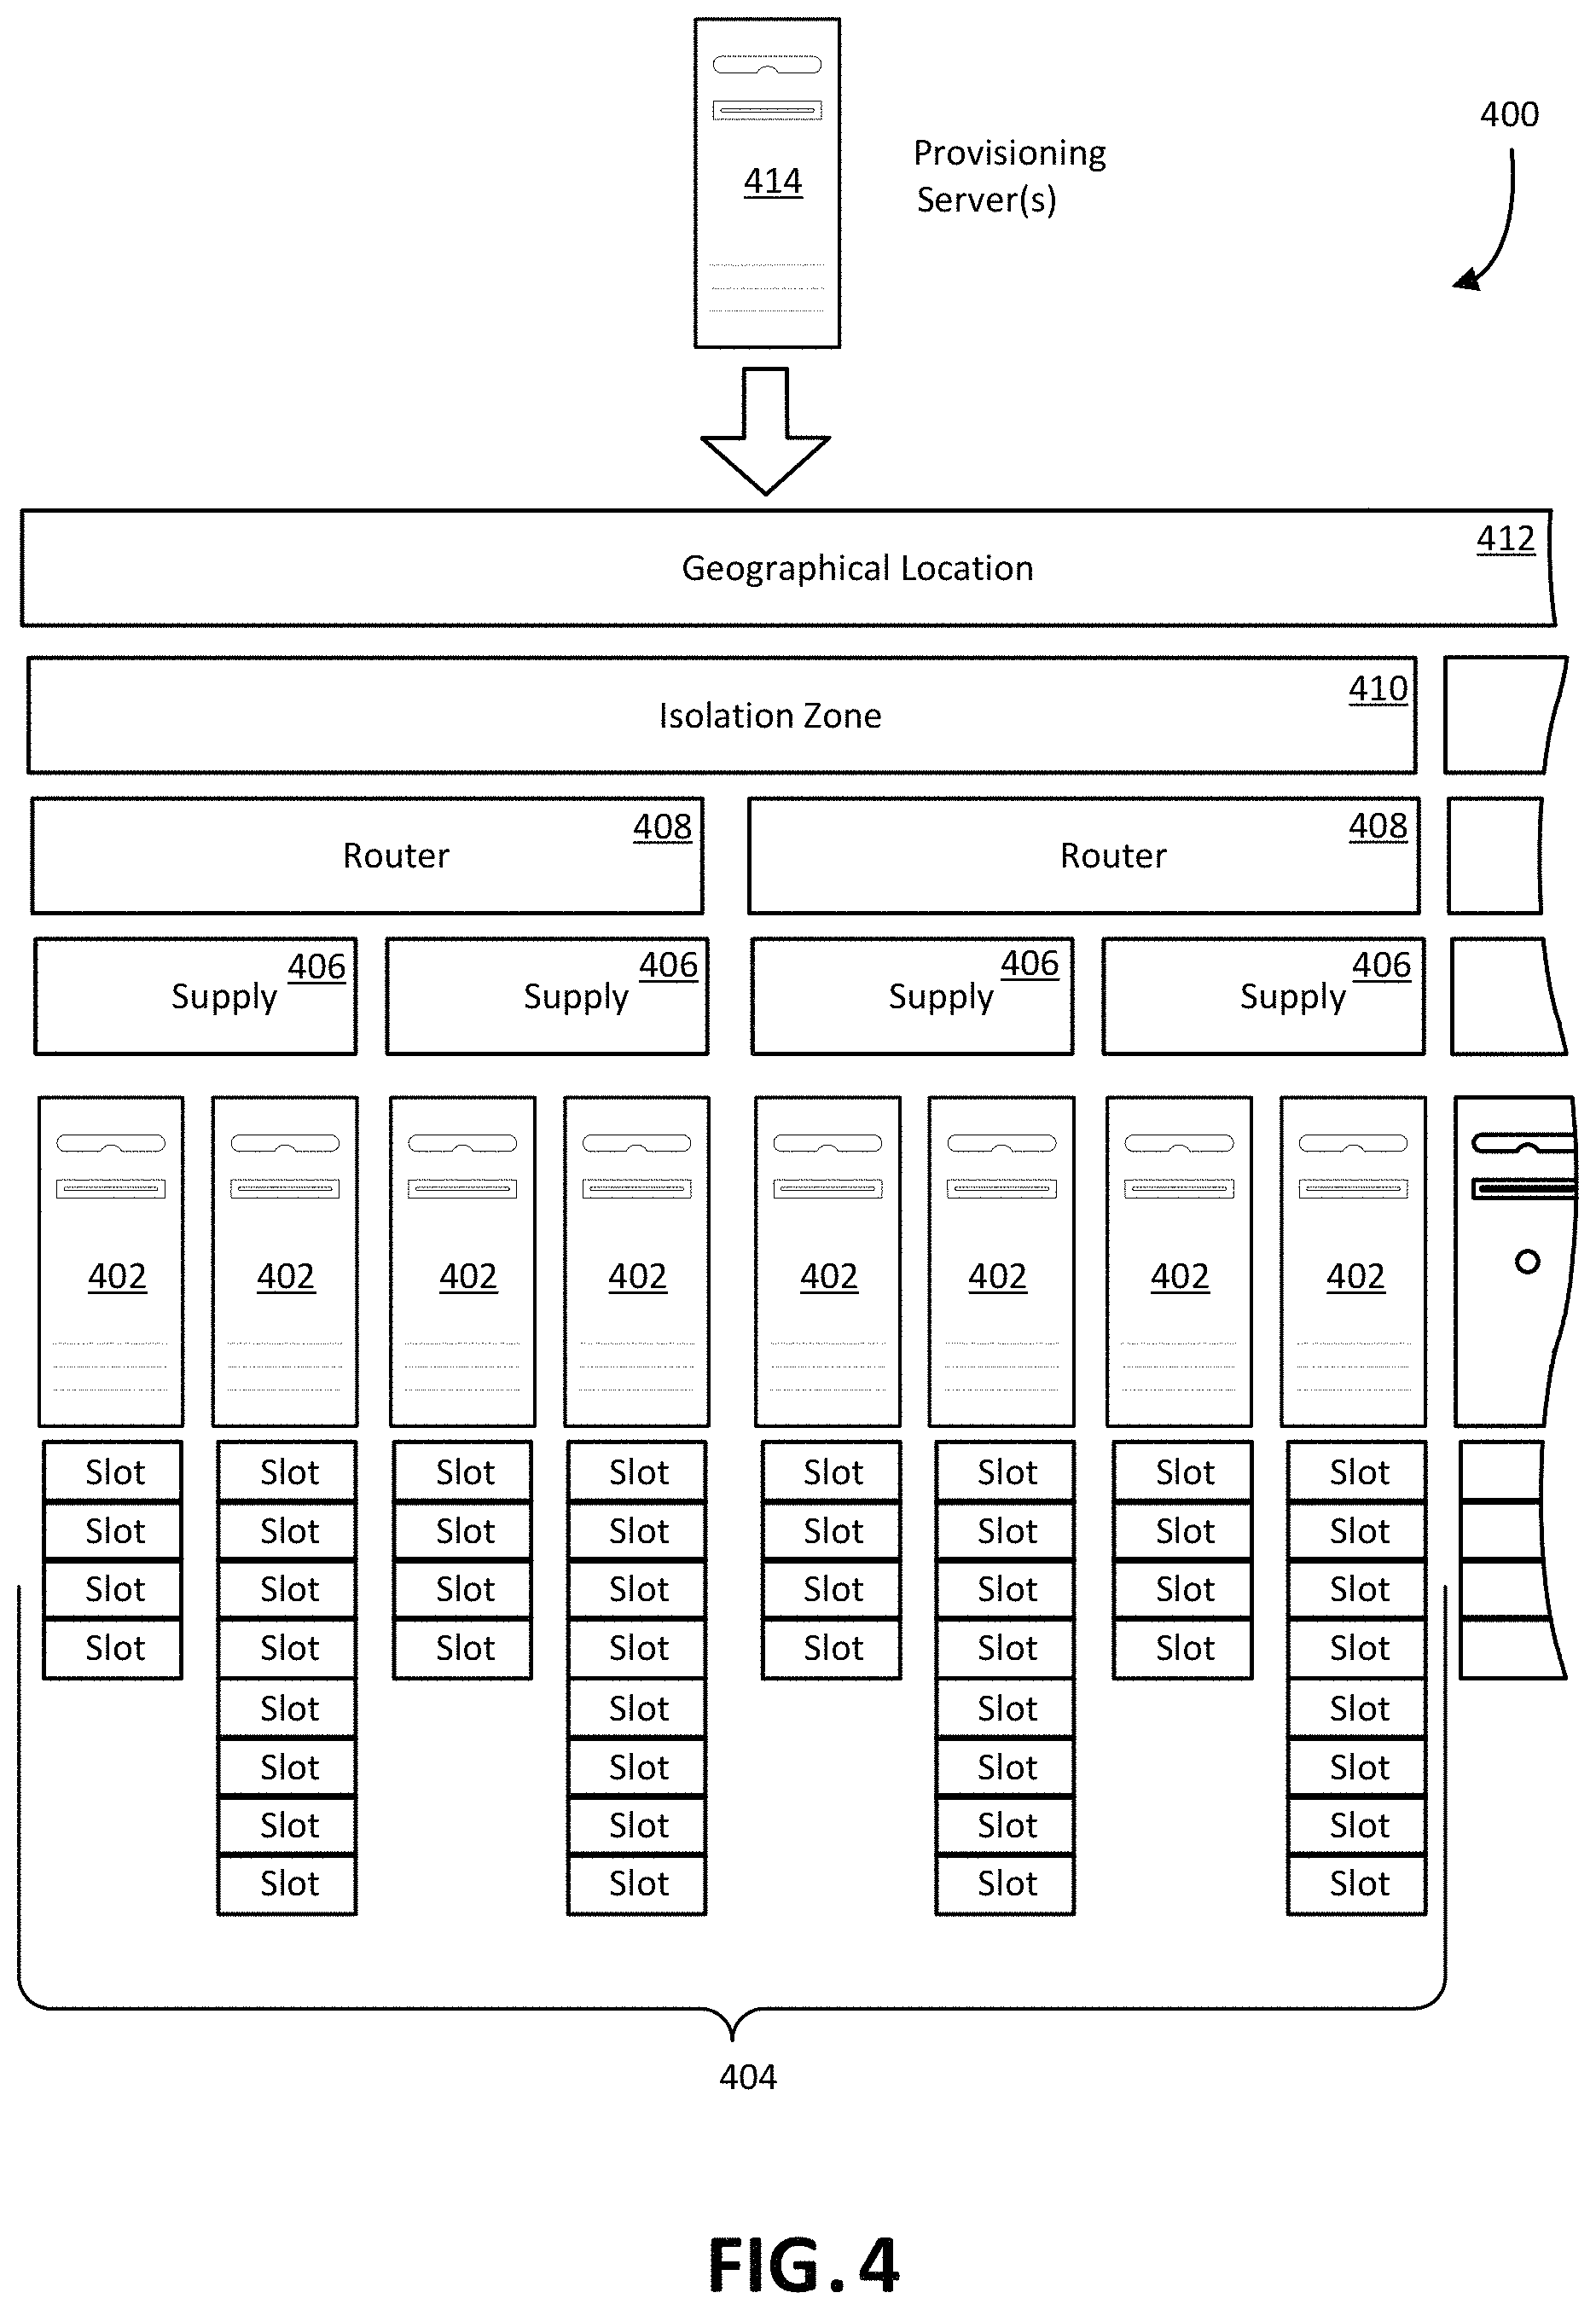 400
Provisioning
Server(s)
414
412
Geographical Location
410
Isolation Zone
408 408
Router Router
406 406 406 406
Supply Supply Supply Supply
402 402 402 402 402 402 402 402
Slot Slot Slot Slot Slot Slot Slot Slot
Slot Slot Slot Slot Slot Slot Slot Slot
Slot Slot Slot Slot Slot Slot Slot Slot
Slot Slot Slot Slot Slot Slot Slot Slot
Slot Slot Slot Slot
Slot Slot Slot Slot
Slot Slot Slot Slot
Slot Slot Slot Slot
404
FIG. 4